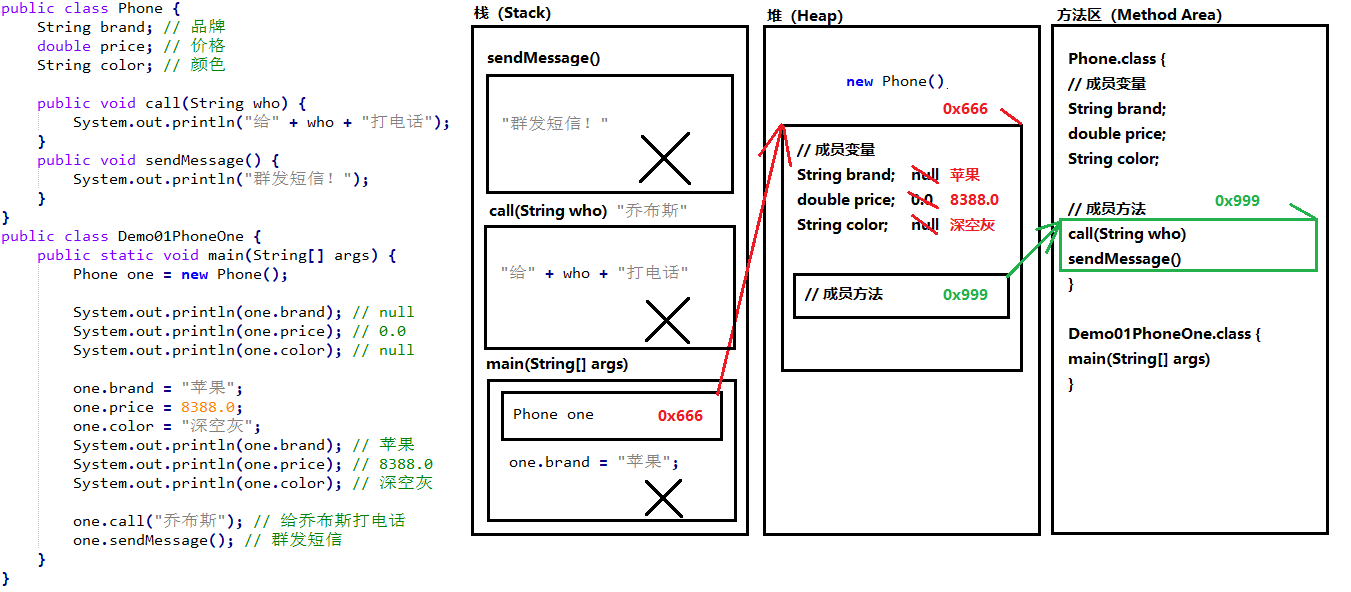 public class Phone {
String brand; // 品牌
double price; // 价格
String color; // 颜色
public void call(String who) {
System.out.println("给" + who + "打电话");
}
public void sendMessage() {
System.out.println("群发短信！");
}
}
public class Demo01PhoneOne {
public static void main(String[] args) {
Phone one = new Phone();
System.out.println(one.brand); // null
System.out.println(one.price); // 0.0
System.out.println(one.color); // null
one.brand = "苹果";
one.price = 8388.0;
one.color = "深空灰";
System.out.println(one.brand); // 苹果
System.out.println(one.price); // 8388.0
System.out.println(one.color); // 深空灰
one.call("乔布斯"); // 给乔布斯打电话
one.sendMessage(); // 群发短信
}
}
栈（Stack）
sendMessage()
"群发短信！"
call(String who) "乔布斯"
"给" + who + "打电话"
main(String[] args)
Phone one 0x666
one.brand = "苹果";
堆（Heap）
new Phone()
0x666
// 成员变量
String brand; null 苹果
double price; 0.0 8388.0
String color; null 深空灰
// 成员方法 0x999
方法区（Method Area）
Phone.class {
// 成员变量
String brand;
double price;
String color;
// 成员方法 0x999
call(String who)
sendMessage()
}
Demo01PhoneOne.class {
main(String[] args)
}